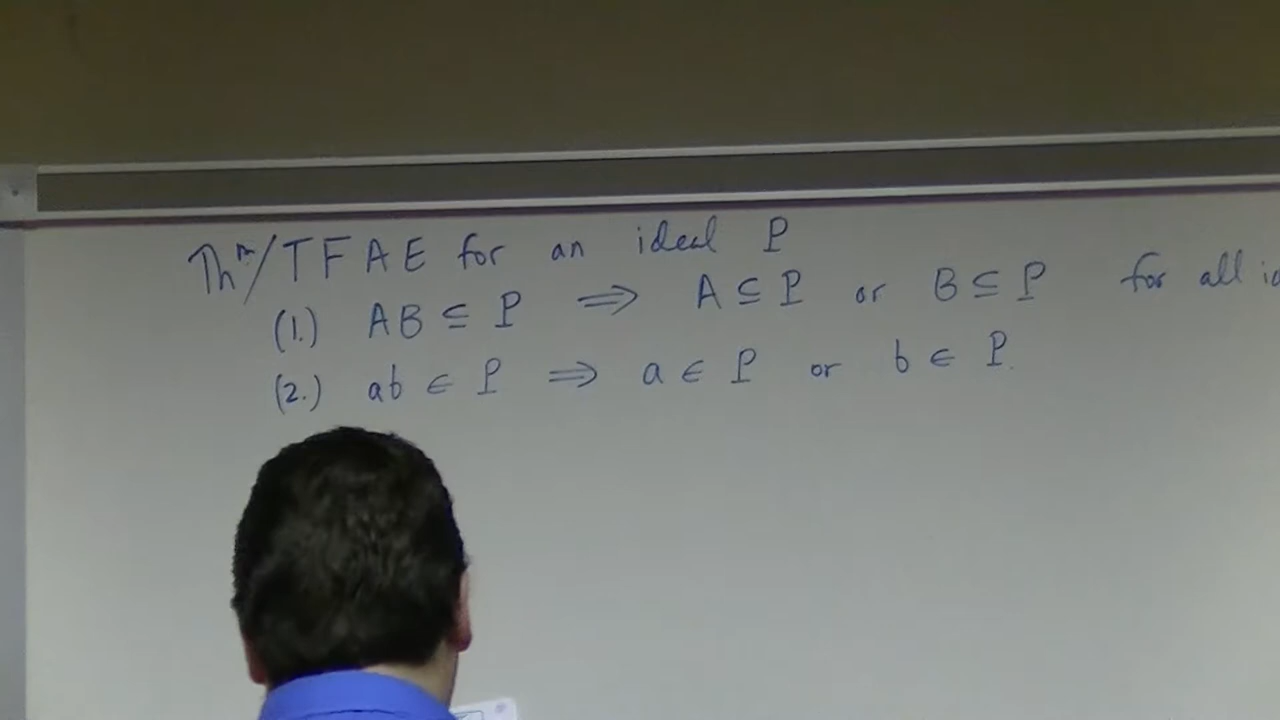 Thᵐ/ TFAE for an ideal P
(1.) AB ⊆ P ⟹ A ⊆ P or B ⊆ P for all
(2.) ab ∈ P ⟹ a ∈ P or b ∈ P.